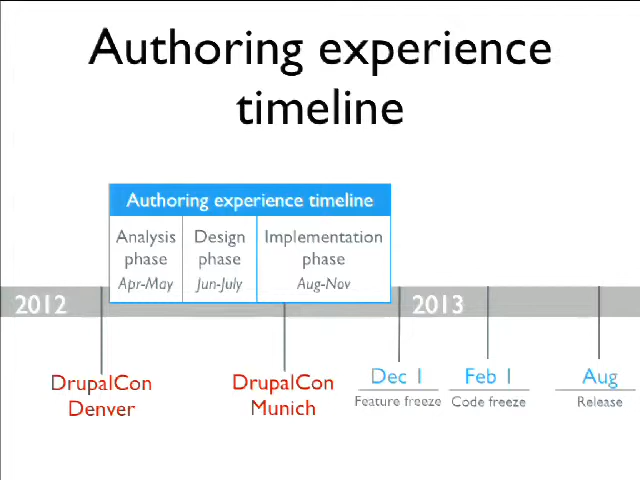 Authoring experience
timeline
Authoring experience timeline
Analysis
phase
Apr-May
Design
phase
Jun-July
Implementation
phase
Aug-Nov
2012
2013
DrupalCon
Denver
DrupalCon
Munich
Dec 1
Feature freeze
Feb 1
Code freeze
Aug
Release